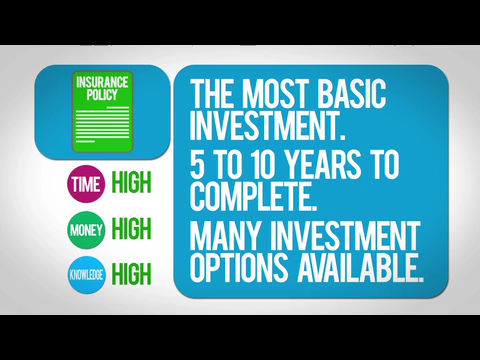 INSURANCE
POLICY
TIME HIGH
MONEY HIGH
KNOWLEDGE HIGH
THE MOST BASIC
INVESTMENT.
5 TO 10 YEARS TO
COMPLETE.
MANY INVESTMENT
OPTIONS AVAILABLE.